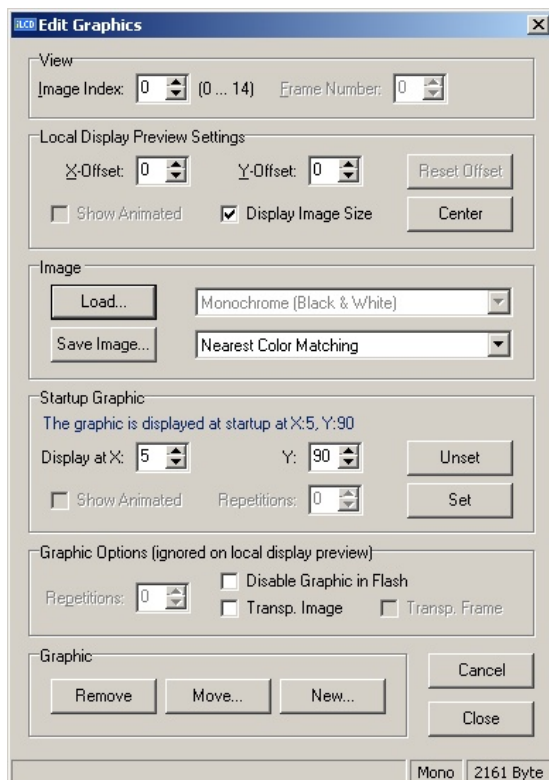 iLCD Edit Graphics
View
Image Index: 0 (0 ... 14) Frame Number: 0
Local Display Preview Settings
X-Offset: 0 Y-Offset: 0 Reset Offset
Show Animated Display Image Size Center
Image
Load... Monochrome (Black & White)
Save Image... Nearest Color Matching
Startup Graphic
The graphic is displayed at startup at X:5, Y:90
Display at X: 5 Y: 90 Unset
Show Animated Repetitions: 0 Set
Graphic Options (ignored on local display preview)
Disable Graphic in Flash
Repetitions: 0
Transp. Image Transp. Frame
Graphic
Remove Move... New... Cancel
Close
Mono 2161 Byte